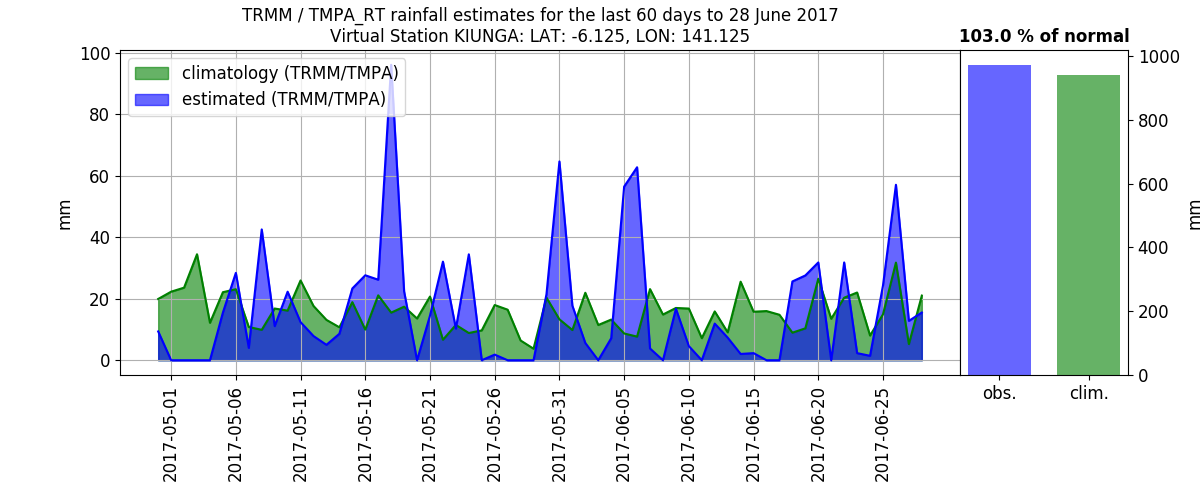 TRMM / TMPA_RT rainfall estimates for the last 60 days to 28 June 2017
Virtual Station KIUNGA: LAT: -6.125, LON: 141.125
103.0 % of normal
climatology (TRMM/TMPA)
estimated (TRMM/TMPA)
mm
100
80
60
40
20
0
2017-05-01
2017-05-06
2017-05-11
2017-05-16
2017-05-21
2017-05-26
2017-05-31
2017-06-05
2017-06-10
2017-06-15
2017-06-20
2017-06-25
1000
800
600
400
200
0
mm
obs.
clim.